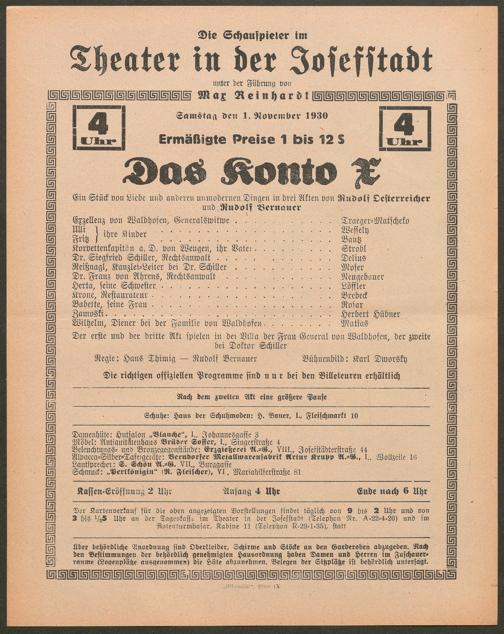 Die Schauspieler im
Theater in der Josefstadt
unter der Führung von
Max Reinhardt
Samstag den 1. November 1930
4 Uhr
4 Uhr
Ermäßigte Preise 1 bis 12 S
Das Konto X
Ein Stück von Liebe und anderen unmodernen Dingen in drei Akten von Rudolf Oesterreicher
und Rudolf Bernauer
Exzellenz von Waldhofen, Generalswitwe . . . Traeger-Matscheko
Ulli } ihre Kinder . . . Wessely
Fritz } . . . Bantz
Korvettenkapitän a. D. von Wengen, ihr Vater . . . Strobl
Dr. Siegfried Schiller, Rechtsanwalt . . . Delius
Reißnagl, Kanzlei-Leiter bei Dr. Schiller . . . Moser
Dr. Franz von Ahrens, Rechtsanwalt . . . Neugebauer
Herta, seine Schwester . . . Löffler
Krone, Restaurateur . . . Brebeck
Babette, seine Frau . . . Rosar
Zawoski . . . Herbert Hübner
Wilhelm, Diener bei der Familie von Waldhofen . . . Matias
Der erste und der dritte Akt spielen in der Villa der Frau General von Waldhofen, der zweite
bei Doktor Schiller
Regie: Hans Thimig — Rudolf Bernauer Bühnenbild: Karl Dworsky
Die richtigen offiziellen Programme sind nur bei den Billeteuren erhältlich
Nach dem zweiten Akt eine größere Pause
Schuhe: Haus der Schuhmoden: H. Boner, I., Fleischmarkt 10
Damenhüte: Hutsalon „Blanche“, I., Johannesgasse 3
Möbel: Antiquitätenhaus Brüder Soffer, I., Singerstraße 4
Beleuchtungs- und Bronzegegenstände: Erzgießerei A.-G., VIII., Josefstädterstraße 44
Alpacca-Silber-Tafelgeräte: Berndorfer Metallwarenfabrik Artur Krupp A.-G., I., Wollzeile 16
Lautsprecher: S. Schön A.-G. VII., Burggasse
Schmuck: „Perlkönigin“ (R. Fleischer), VI., Mariahilferstraße 81
Kassen-Eröffnung 2 Uhr Anfang 4 Uhr Ende nach 6 Uhr
Der Kartenverkauf für die oben angezeigten Vorstellungen findet täglich von 9 bis 2 Uhr und von
3 bis ½5 Uhr an der Tageskasse im Theater in der Josefstadt (Telephon Nr. A-22-4-20) und im
Rotenturmbasar, Kabine 11 (Telephon R-29-1-35), statt
Über behördliche Anordnung sind Überkleider, Schirme und Stöcke an den Garderoben abzugeben. Nach
den Bestimmungen der behördlich genehmigten Hausordnung haben Damen und Herren im Zuschauer-
raume (Logenplätze ausgenommen) die Hüte abzunehmen. Belegen der Sitzplätze ist behördlich untersagt.